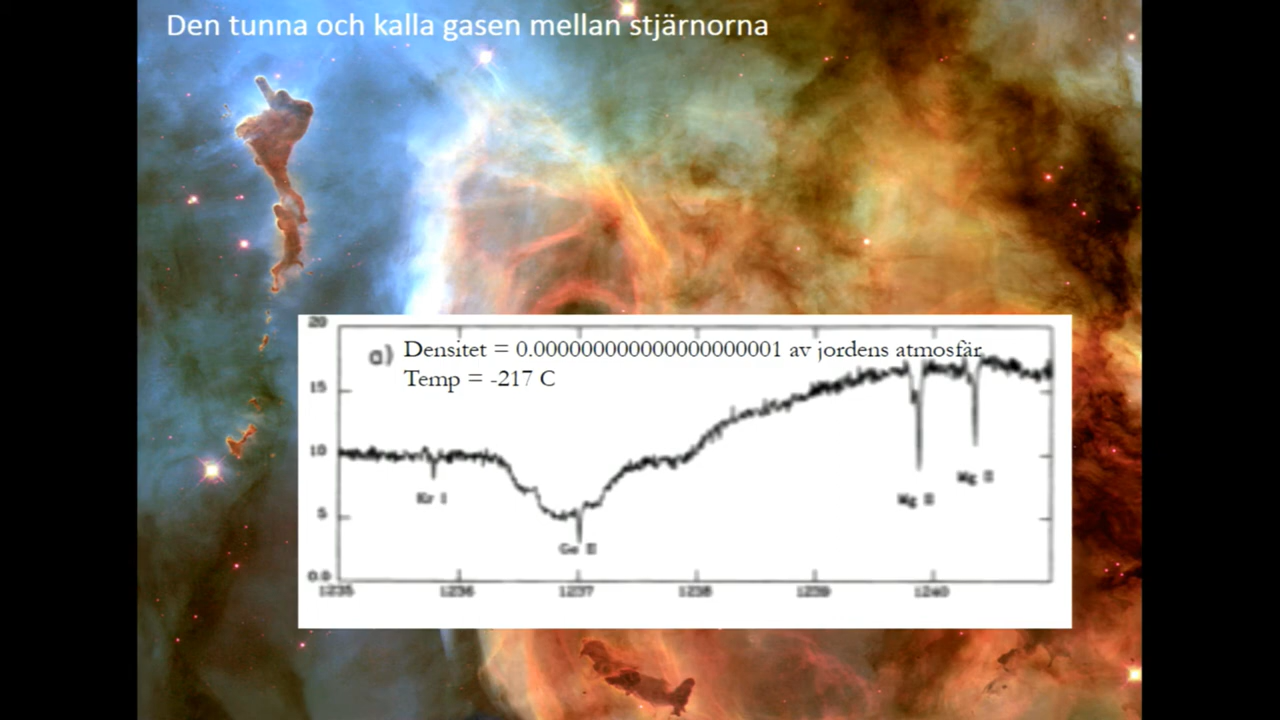 Den tunna och kalla gasen mellan stjärnorna
20
a) Densitet = 0.0000000000000000000001 av jordens atmosfär
Temp = -217 C
15
10
Kr I
Mg II
Mg II
5
Ge II
0.0
1235 1236 1237 1238 1239 1240